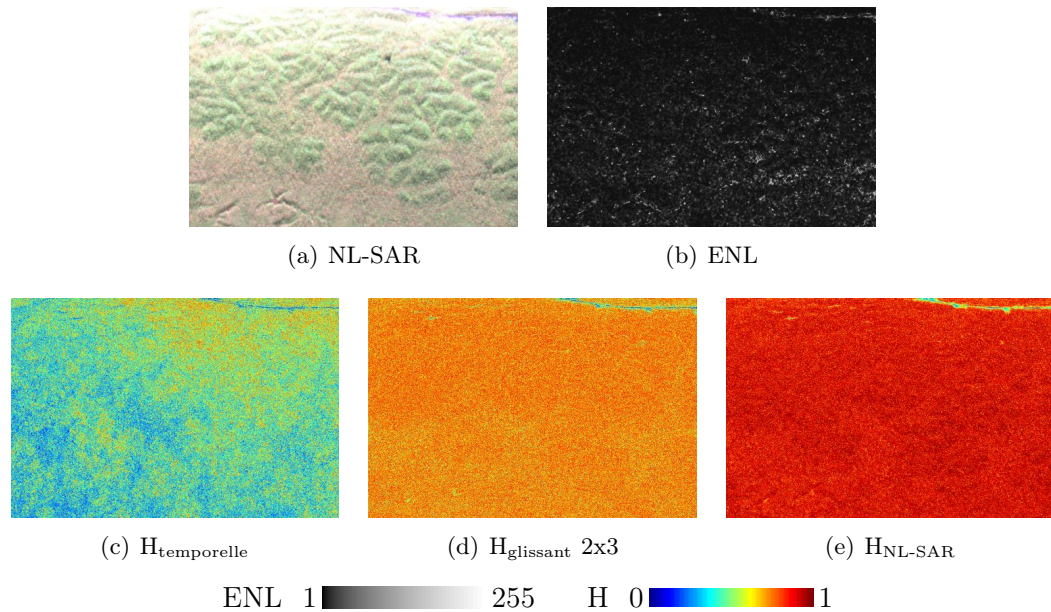 (a) NL-SAR
(b) ENL
(c) H_temporelle
(d) H_glissant 2x3
(e) H_NL-SAR
ENL 1 255 H 0 1